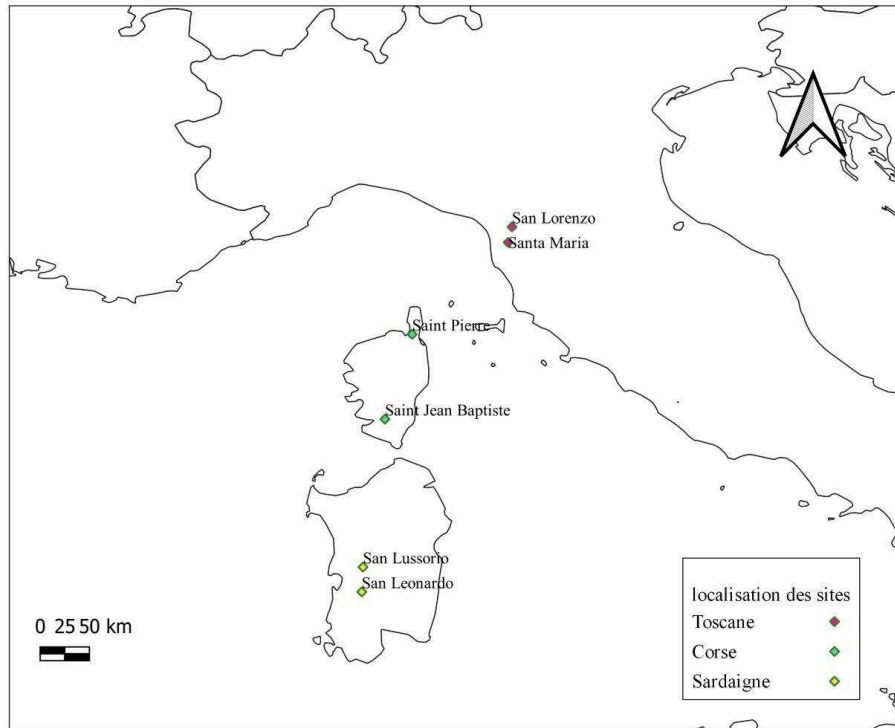 San Lorenzo
Santa Maria
Saint Pierre
Saint Jean Baptiste
San Lussorio
San Leonardo
0 25 50 km
localisation des sites
Toscane
Corse
Sardaigne